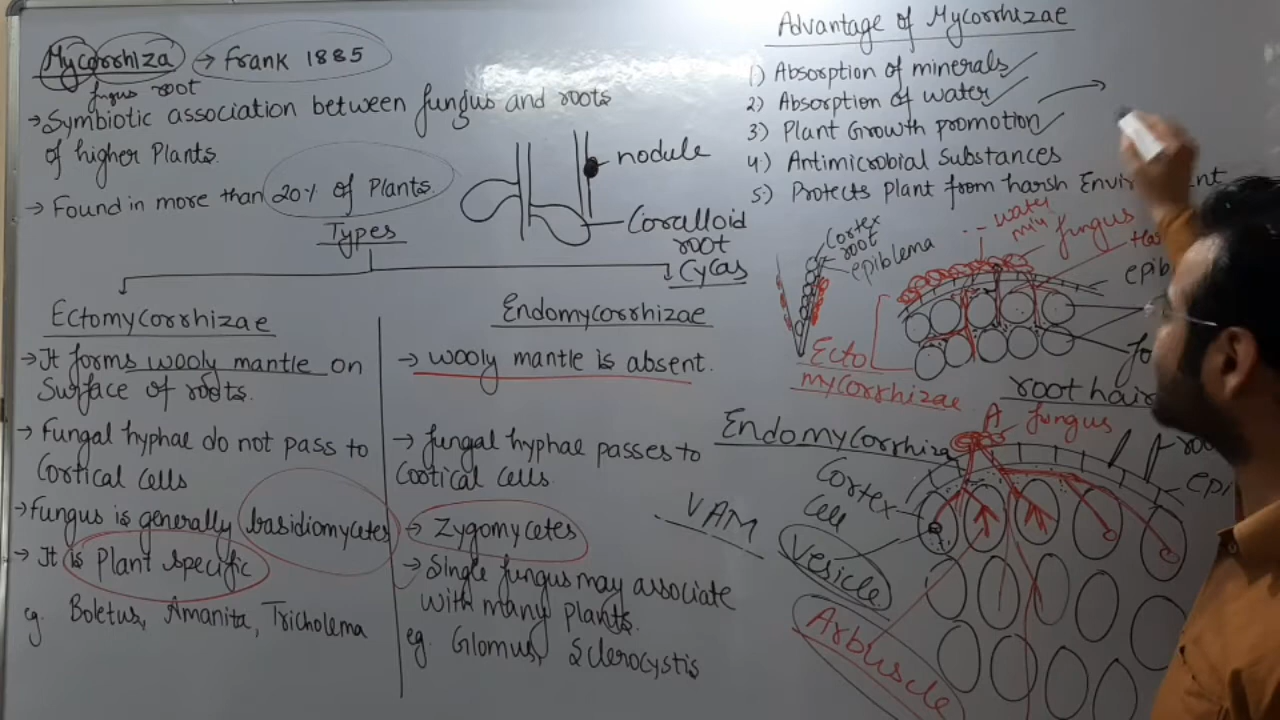 Mycorrhiza → Frank 1885
fungus root
→ Symbiotic association between fungus and roots
of higher Plants.
→ Found in more than 20% of Plants.
Types
nodule
Coralloid
root
Cycas
Ectomycorrhizae
→ It forms wooly mantle on
Surface of roots.
→ Fungal hyphae do not pass to
Cortical cells
→ Fungus is generally basidiomycetes
→ It is Plant specific
eg. Boletus, Amanita, Tricholema
Endomycorrhizae
→ wooly mantle is absent.
→ fungal hyphae passes to
Cortical cells.
→ Zygomycetes
→ Single fungus may associate
with many plants.
eg. Glomus, Sclerocystis
VAM
Advantage of Mycorrhizae
1) Absorption of minerals
2) Absorption of water
3) Plant Growth promotion
4) Antimicrobial Substances
5) Protects Plant from harsh
Cortex
root
epiblema
water
min
fungus
Ecto
mycorrhizae
root hair
Endomycorrhiza
A fungus
Cortex
Cell
Vesicle
Arbuscle